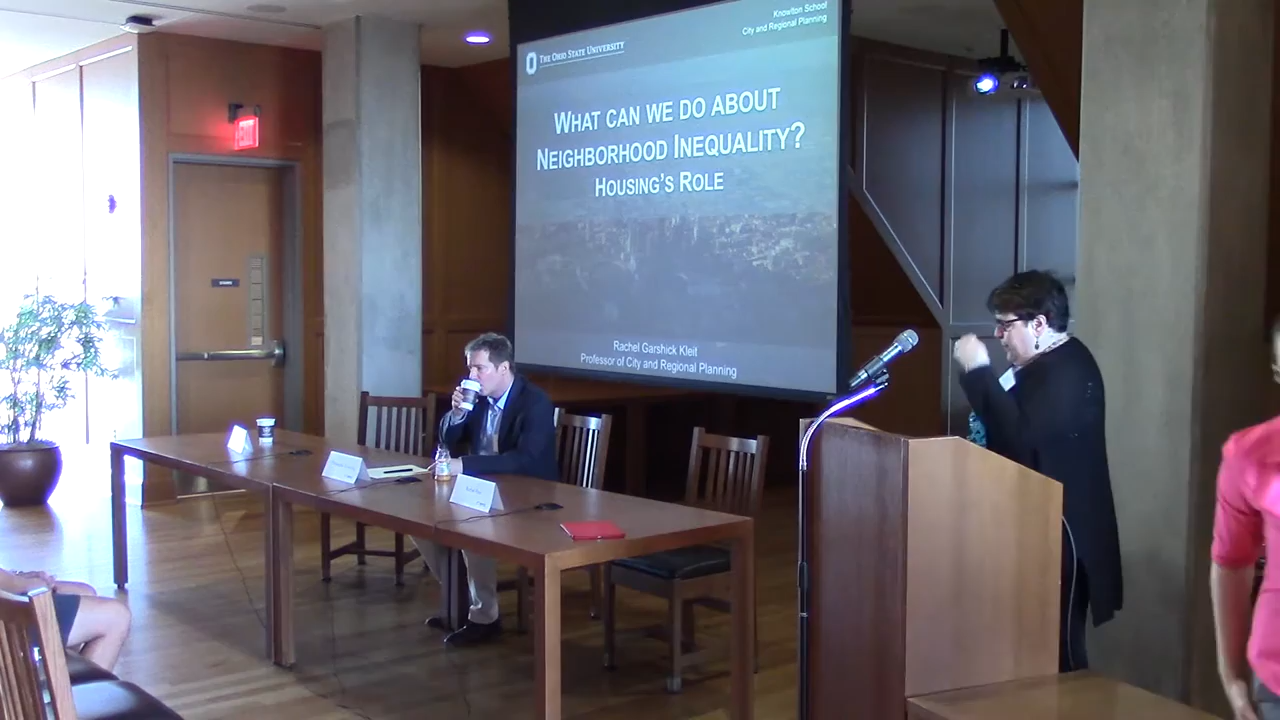 Knowlton School
City and Regional Planning
THE OHIO STATE UNIVERSITY
WHAT CAN WE DO ABOUT
NEIGHBORHOOD INEQUALITY?
HOUSING'S ROLE
Rachel Garshick Kleit
Professor of City and Regional Planning
EXIT